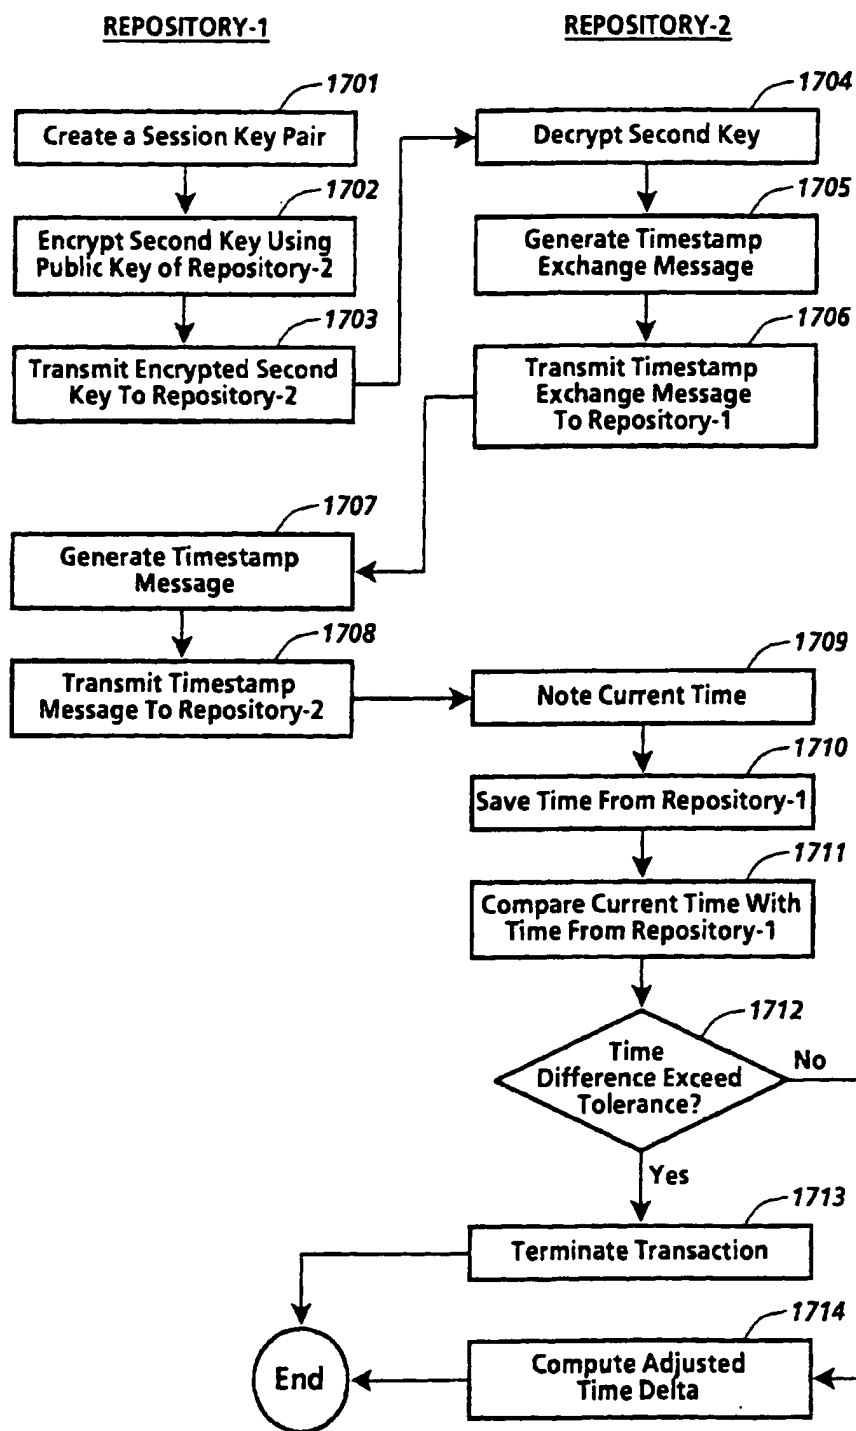 REPOSITORY-1
REPOSITORY-2
1701
Create a Session Key Pair
1702
Encrypt Second Key Using
Public Key of Repository-2
1703
Transmit Encrypted Second
Key To Repository-2
1704
Decrypt Second Key
1705
Generate Timestamp
Exchange Message
1706
Transmit Timestamp
Exchange Message
To Repository-1
1707
Generate Timestamp
Message
1708
Transmit Timestamp
Message To Repository-2
1709
Note Current Time
1710
Save Time From Repository-1
1711
Compare Current Time With
Time From Repository-1
1712
Time
Difference Exceed
Tolerance?
No
Yes
1713
Terminate Transaction
1714
Compute Adjusted
Time Delta
End